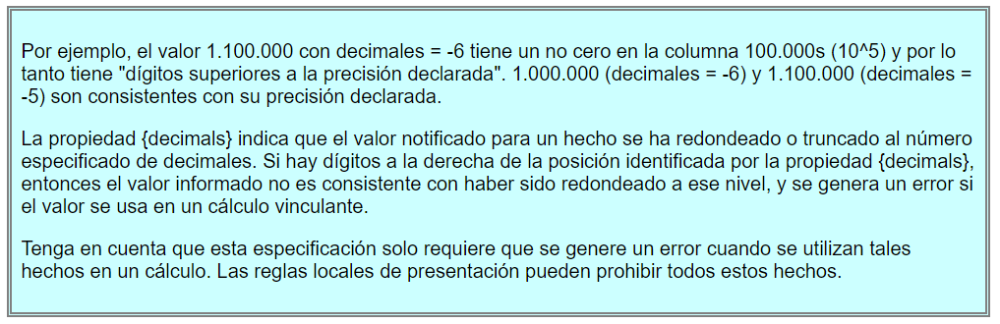 Por ejemplo, el valor 1.100.000 con decimales = -6 tiene un no cero en la columna 100.000s (10^5) y por lo
tanto tiene "dígitos superiores a la precisión declarada". 1.000.000 (decimales = -6) y 1.100.000 (decimales =
-5) son consistentes con su precisión declarada.
La propiedad {decimals} indica que el valor notificado para un hecho se ha redondeado o truncado al número
especificado de decimales. Si hay dígitos a la derecha de la posición identificada por la propiedad {decimals},
entonces el valor informado no es consistente con haber sido redondeado a ese nivel, y se genera un error si
el valor se usa en un cálculo vinculante.
Tenga en cuenta que esta especificación solo requiere que se genere un error cuando se utilizan tales
hechos en un cálculo. Las reglas locales de presentación pueden prohibir todos estos hechos.